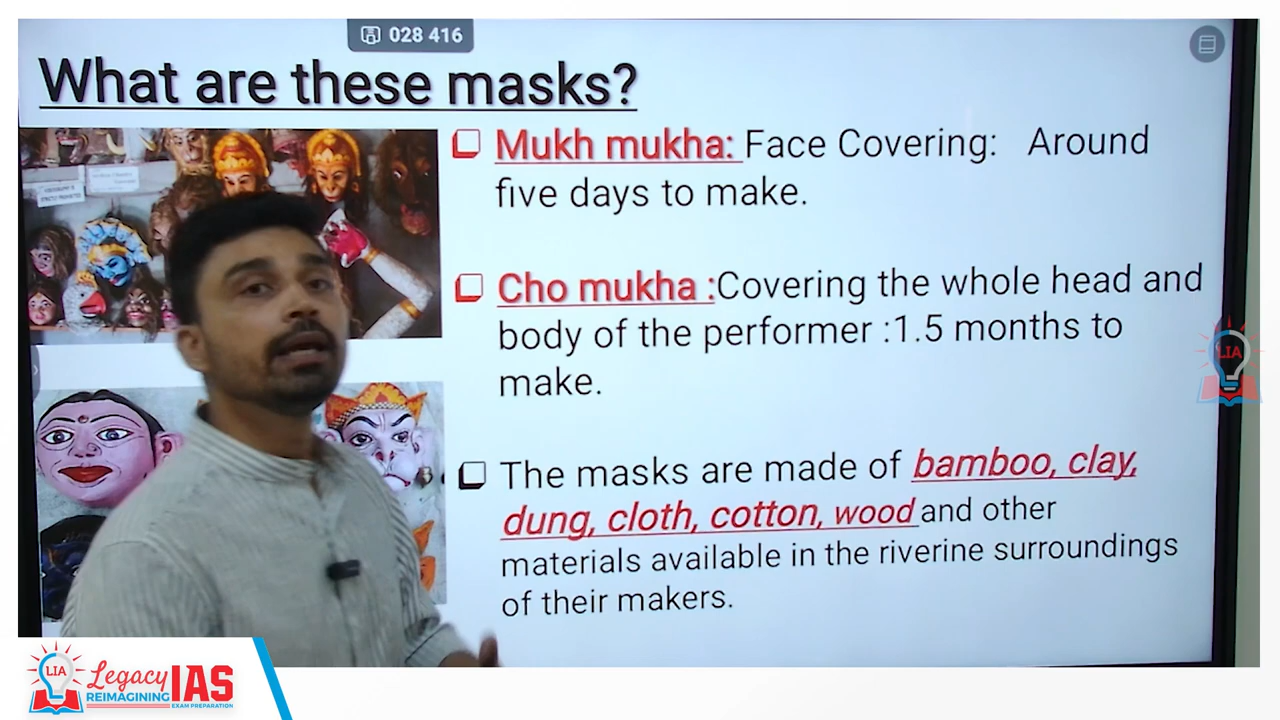 028 416
What are these masks?
Mukh mukha: Face Covering: Around
five days to make.
Cho mukha :Covering the whole head and
body of the performer :1.5 months to
make.
The masks are made of bamboo, clay,
dung, cloth, cotton, wood and other
materials available in the riverine surroundings
of their makers.
LIA
LIA
Legacy IAS
REIMAGINING
EXAM PREPARATION